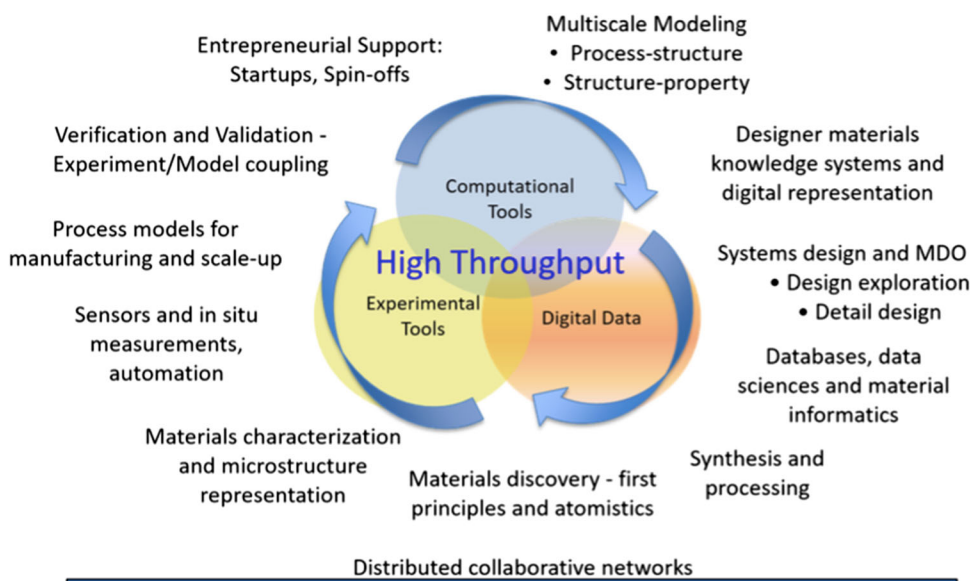 Entrepreneurial Support:
Startups, Spin-offs
Multiscale Modeling
• Process-structure
• Structure-property
Verification and Validation -
Experiment/Model coupling
Designer materials
knowledge systems and
digital representation
Computational
Tools
Process models for
manufacturing and scale-up
High Throughput
Systems design and MDO
• Design exploration
• Detail design
Experimental
Tools
Digital Data
Sensors and in situ
measurements,
automation
Databases, data
sciences and material
informatics
Materials characterization
and microstructure
representation
Materials discovery - first
principles and atomistics
Synthesis and
processing
Distributed collaborative networks